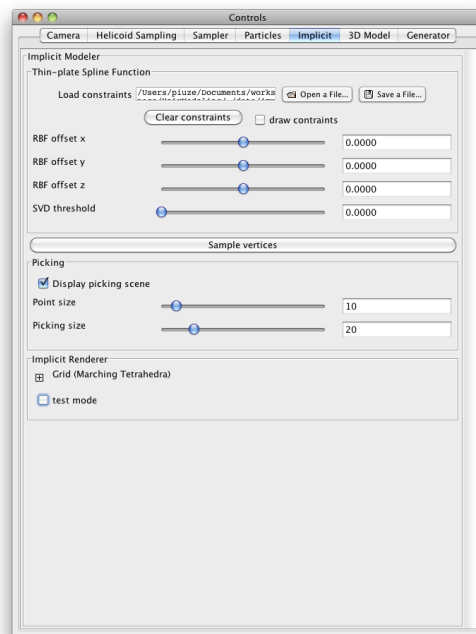 Controls
Camera Helicoid Sampling Sampler Particles Implicit 3D Model Generator
Implicit Modeler
Thin-plate Spline Function
Load constraints /Users/piuze/Documents/works Open a File... Save a File...
Clear constraints draw contraints
RBF offset x 0.0000
RBF offset y 0.0000
RBF offset z 0.0000
SVD threshold 0.0000
Sample vertices
Picking
Display picking scene
Point size 10
Picking size 20
Implicit Renderer
Grid (Marching Tetrahedra)
test mode